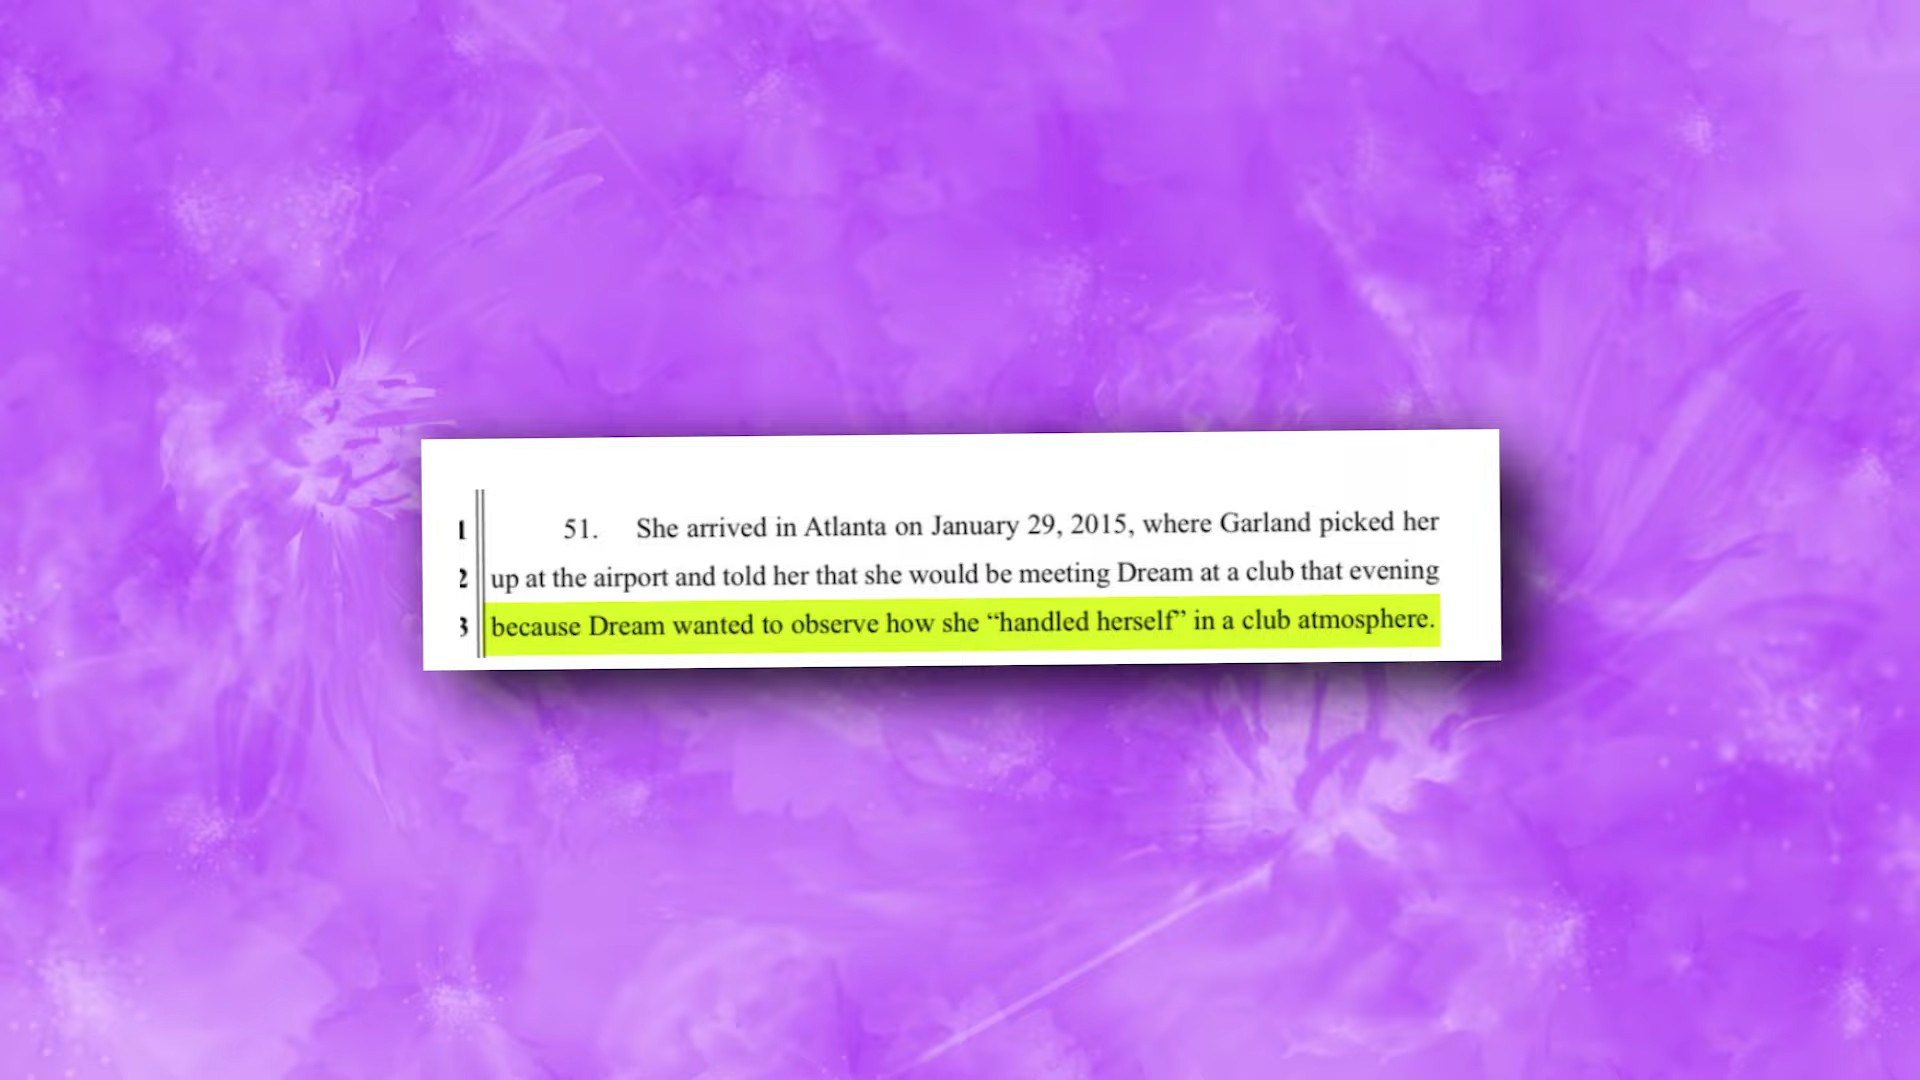 1 51. She arrived in Atlanta on January 29, 2015, where Garland picked her
2 up at the airport and told her that she would be meeting Dream at a club that evening
3 because Dream wanted to observe how she “handled herself” in a club atmosphere.